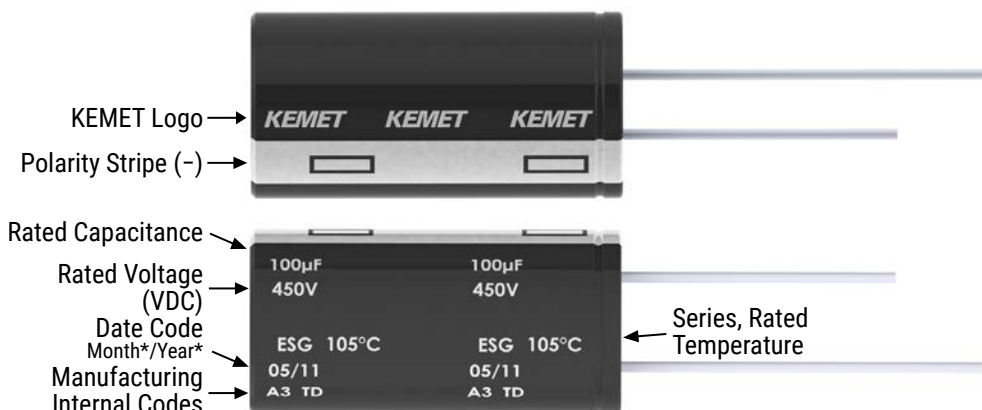 KEMET Logo
KEMET KEMET KEMET
Polarity Stripe (−)
Rated Capacitance
100µF 100µF
Rated Voltage
(VDC)
450V 450V
Date Code
Month*/Year*
ESG 105°C ESG 105°C
05/11 05/11
Manufacturing
Internal Codes
A3 TD A3 TD
Series, Rated
Temperature